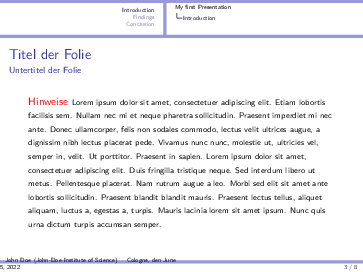 Introduction
Findings
Conclusion
My first Presentation
Introduction
Titel der Folie
Untertitel der Folie
Hinweise Lorem ipsum dolor sit amet, consectetuer adipiscing elit. Etiam lobortis
facilisis sem. Nullam nec mi et neque pharetra sollicitudin. Praesent imperdiet mi nec
ante. Donec ullamcorper, felis non sodales commodo, lectus velit ultrices augue, a
dignissim nibh lectus placerat pede. Vivamus nunc nunc, molestie ut, ultricies vel,
semper in, velit. Ut porttitor. Praesent in sapien. Lorem ipsum dolor sit amet,
consectetuer adipiscing elit. Duis fringilla tristique neque. Sed interdum libero ut
metus. Pellentesque placerat. Nam rutrum augue a leo. Morbi sed elit sit amet ante
lobortis sollicitudin. Praesent blandit blandit mauris. Praesent lectus tellus, aliquet
aliquam, luctus a, egestas a, turpis. Mauris lacinia lorem sit amet ipsum. Nunc quis
urna dictum turpis accumsan semper.
John Doe (John-Doe-Institute of Science) Cologne, den June
5, 2022
3 / 8